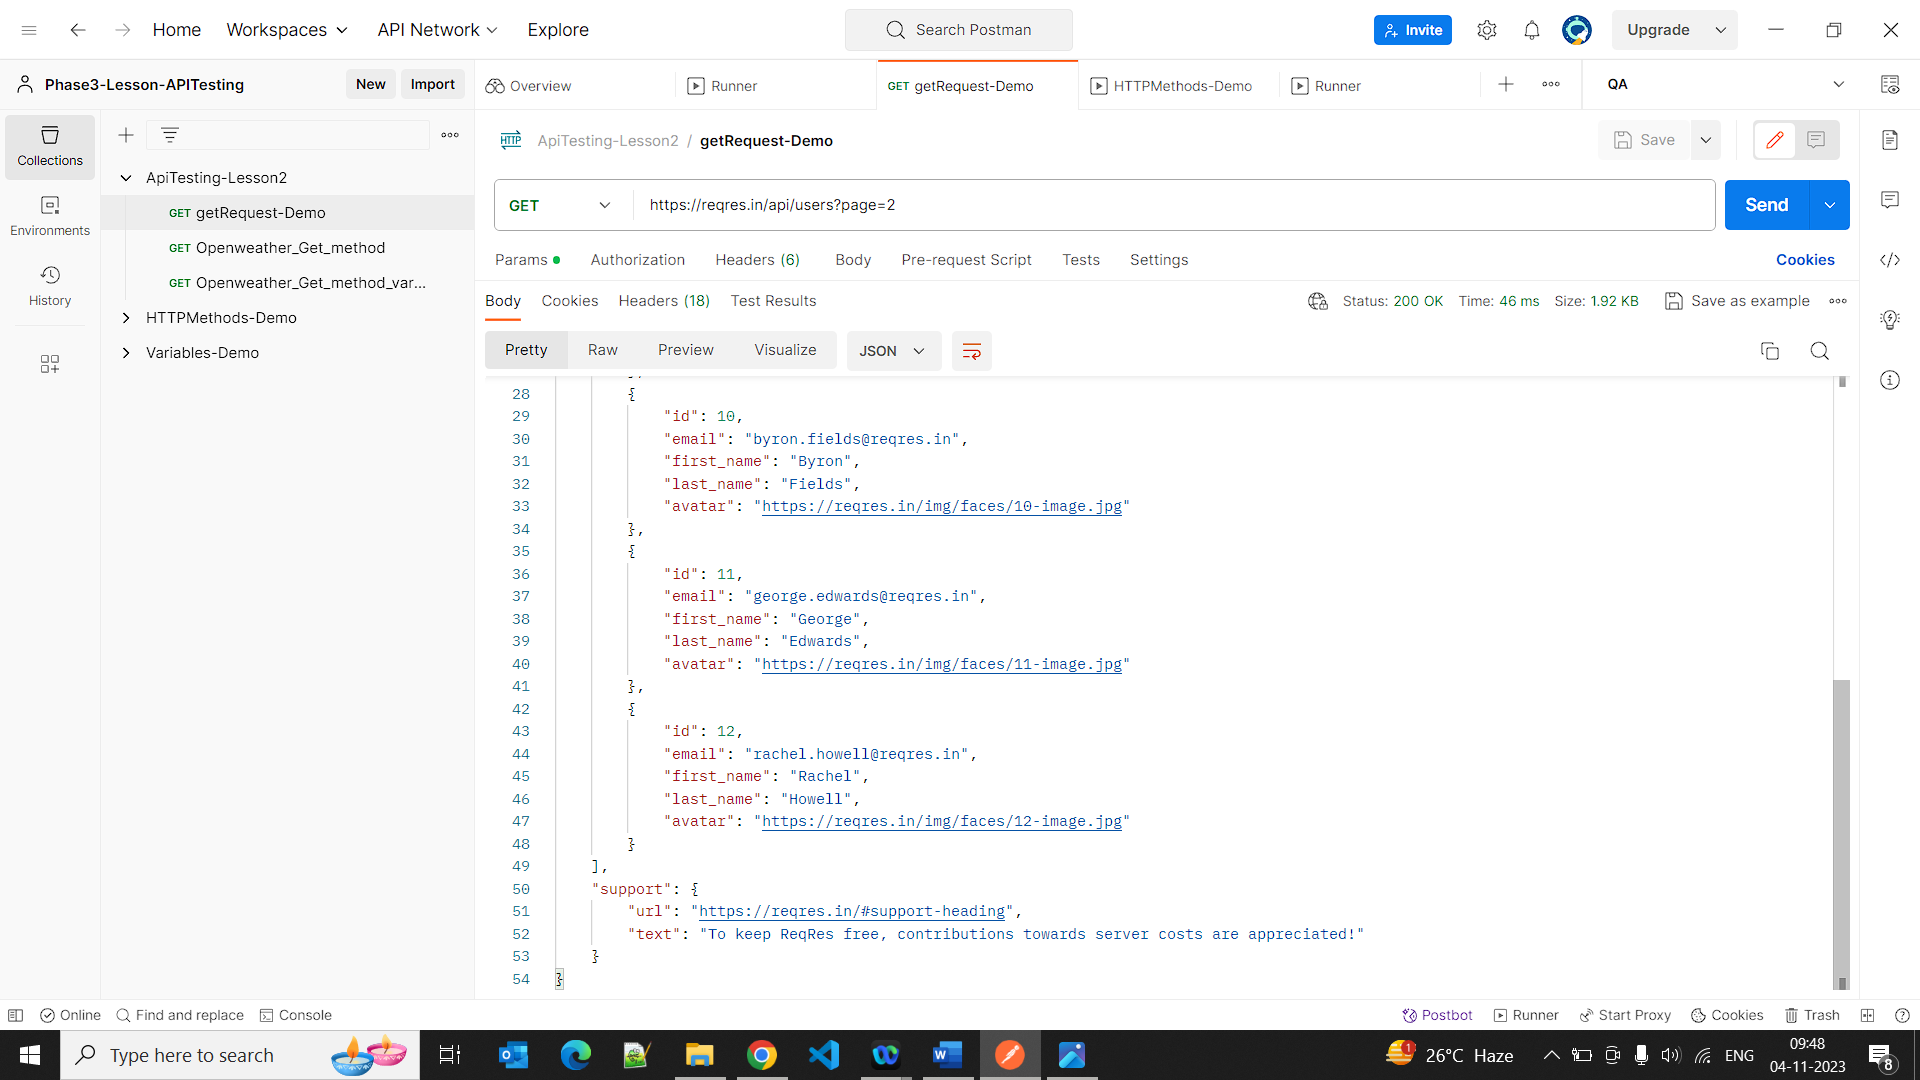 Home Workspaces API Network Explore Search Postman Invite Upgrade
Phase3-Lesson-APITesting New Import Overview Runner GET getRequest-Demo HTTPMethods-Demo Runner QA
Collections
Environments
History
ApiTesting-Lesson2
GET getRequest-Demo
GET Openweather_Get_method
GET Openweather_Get_method_var...
HTTPMethods-Demo
Variables-Demo
HTTP ApiTesting-Lesson2 / getRequest-Demo Save
GET https://reqres.in/api/users?page=2 Send
Params Authorization Headers (6) Body Pre-request Script Tests Settings Cookies
Body Cookies Headers (18) Test Results Status: 200 OK Time: 46 ms Size: 1.92 KB Save as example
Pretty Raw Preview Visualize JSON
28 {
29 "id": 10,
30 "email": "byron.fields@reqres.in",
31 "first_name": "Byron",
32 "last_name": "Fields",
33 "avatar": "https://reqres.in/img/faces/10-image.jpg"
34 },
35 {
36 "id": 11,
37 "email": "george.edwards@reqres.in",
38 "first_name": "George",
39 "last_name": "Edwards",
40 "avatar": "https://reqres.in/img/faces/11-image.jpg"
41 },
42 {
43 "id": 12,
44 "email": "rachel.howell@reqres.in",
45 "first_name": "Rachel",
46 "last_name": "Howell",
47 "avatar": "https://reqres.in/img/faces/12-image.jpg"
48 }
49 ],
50 "support": {
51 "url": "https://reqres.in/#support-heading",
52 "text": "To keep ReqRes free, contributions towards server costs are appreciated!"
53 }
54 }
Online Find and replace Console Postbot Runner Start Proxy Cookies Trash
Type here to search 1 26°C Haze ENG 09:48
04-11-2023 8